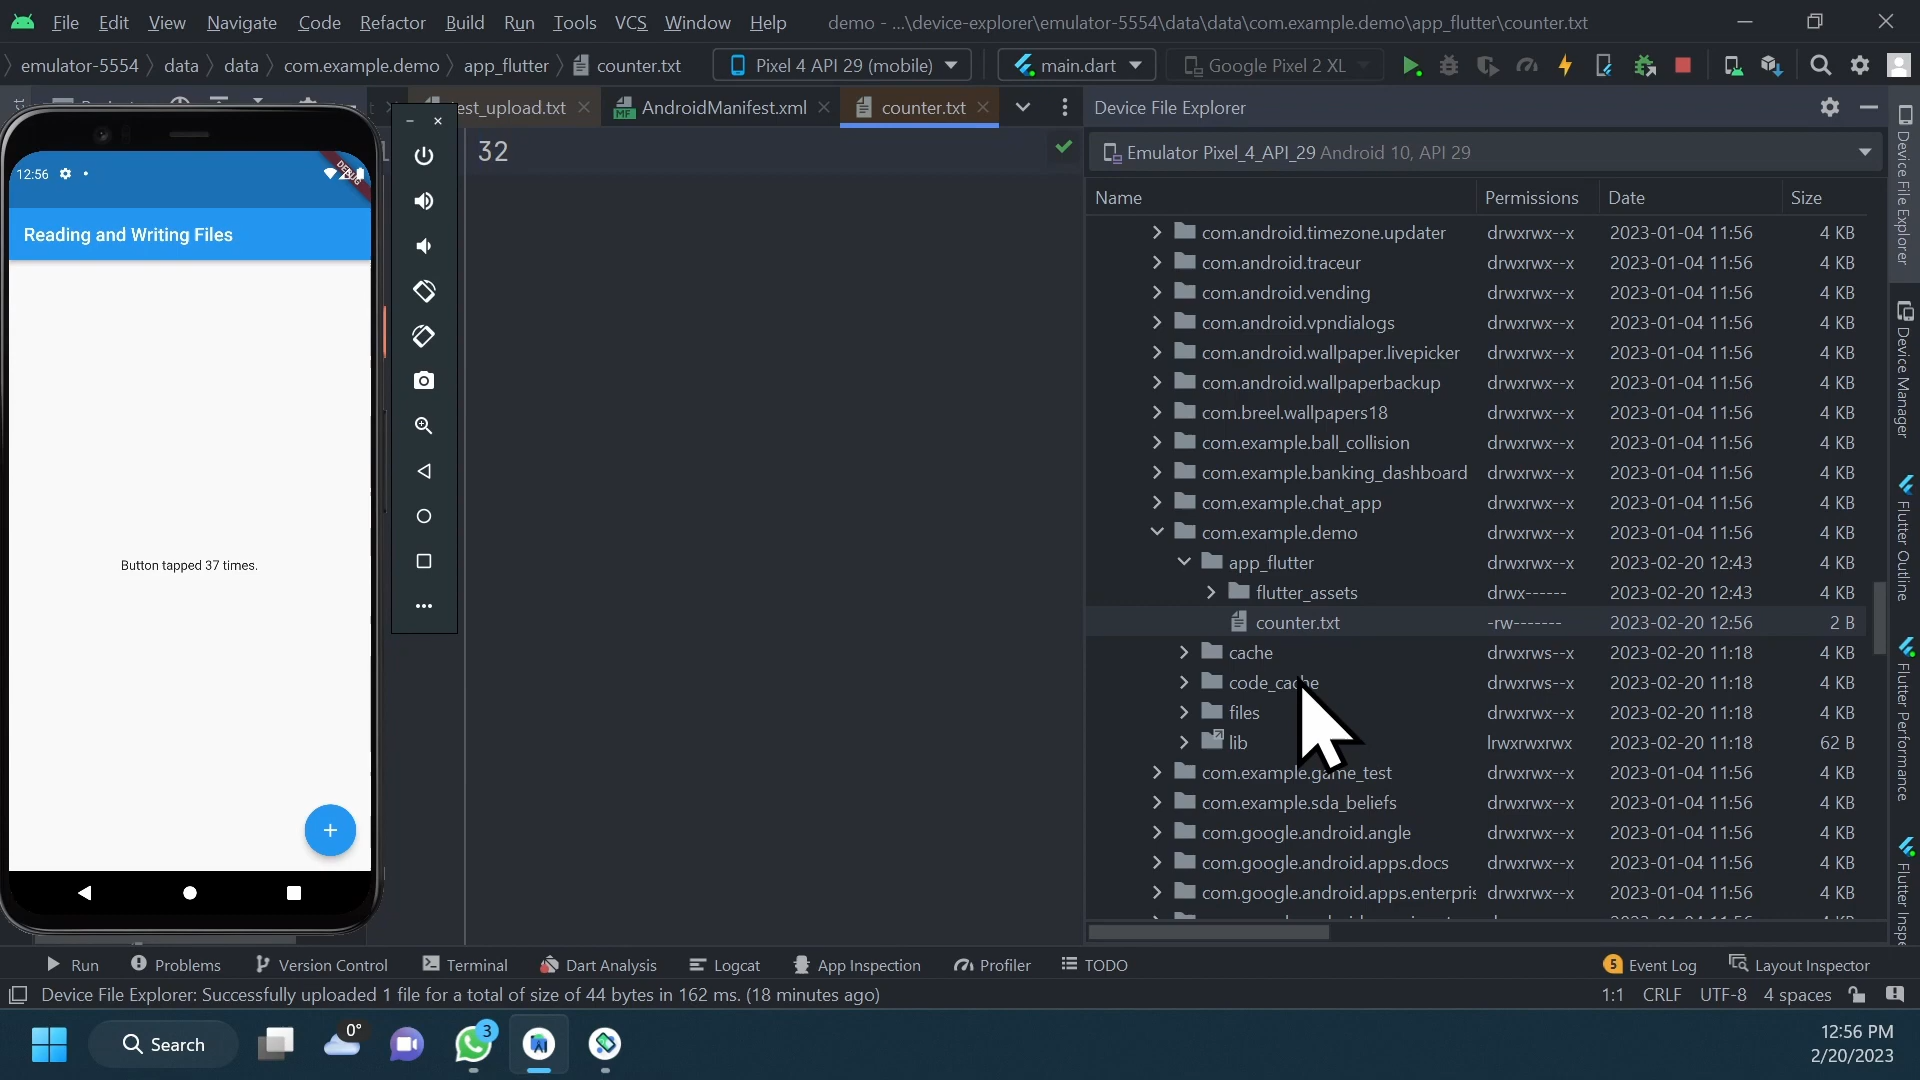 File Edit View Navigate Code Refactor Build Run Tools VCS Window Help demo - ...\device-explorer\emulator-5554\data\data\com.example.demo\app_flutter\counter.txt
emulator-5554 data data com.example.demo app_flutter counter.txt Pixel 4 API 29 (mobile) main.dart Google Pixel 2 XL
est_upload.txt AndroidManifest.xml counter.txt Device File Explorer
32
Emulator Pixel_4_API_29 Android 10, API 29
12:56
DEBUG
Reading and Writing Files
Button tapped 37 times.
+
Name Permissions Date Size
com.android.timezone.updater drwxrwx--x 2023-01-04 11:56 4 KB
com.android.traceur drwxrwx--x 2023-01-04 11:56 4 KB
com.android.vending drwxrwx--x 2023-01-04 11:56 4 KB
com.android.vpndialogs drwxrwx--x 2023-01-04 11:56 4 KB
com.android.wallpaper.livepicker drwxrwx--x 2023-01-04 11:56 4 KB
com.android.wallpaperbackup drwxrwx--x 2023-01-04 11:56 4 KB
com.breel.wallpapers18 drwxrwx--x 2023-01-04 11:56 4 KB
com.example.ball_collision drwxrwx--x 2023-01-04 11:56 4 KB
com.example.banking_dashboard drwxrwx--x 2023-01-04 11:56 4 KB
com.example.chat_app drwxrwx--x 2023-01-04 11:56 4 KB
com.example.demo drwxrwx--x 2023-01-04 11:56 4 KB
app_flutter drwxrwx--x 2023-02-20 12:43 4 KB
flutter_assets drwx------ 2023-02-20 12:43 4 KB
counter.txt -rw------- 2023-02-20 12:56 2 B
cache drwxrws--x 2023-02-20 11:18 4 KB
code_cache drwxrws--x 2023-02-20 11:18 4 KB
files drwxrwx--x 2023-02-20 11:18 4 KB
lib lrwxrwxrwx 2023-02-20 11:18 62 B
com.example.game_test drwxrwx--x 2023-01-04 11:56 4 KB
com.example.sda_beliefs drwxrwx--x 2023-01-04 11:56 4 KB
com.google.android.angle drwxrwx--x 2023-01-04 11:56 4 KB
com.google.android.apps.docs drwxrwx--x 2023-01-04 11:56 4 KB
com.google.android.apps.enterpris drwxrwx--x 2023-01-04 11:56 4 KB
Device File Explorer
Device Manager
Flutter Outline
Flutter Performance
Flutter Inspe
Run Problems Version Control Terminal Dart Analysis Logcat App Inspection Profiler TODO 5 Event Log Layout Inspector
Device File Explorer: Successfully uploaded 1 file for a total of size of 44 bytes in 162 ms. (18 minutes ago) 1:1 CRLF UTF-8 4 spaces
Search 0° 3 12:56 PM
2/20/2023